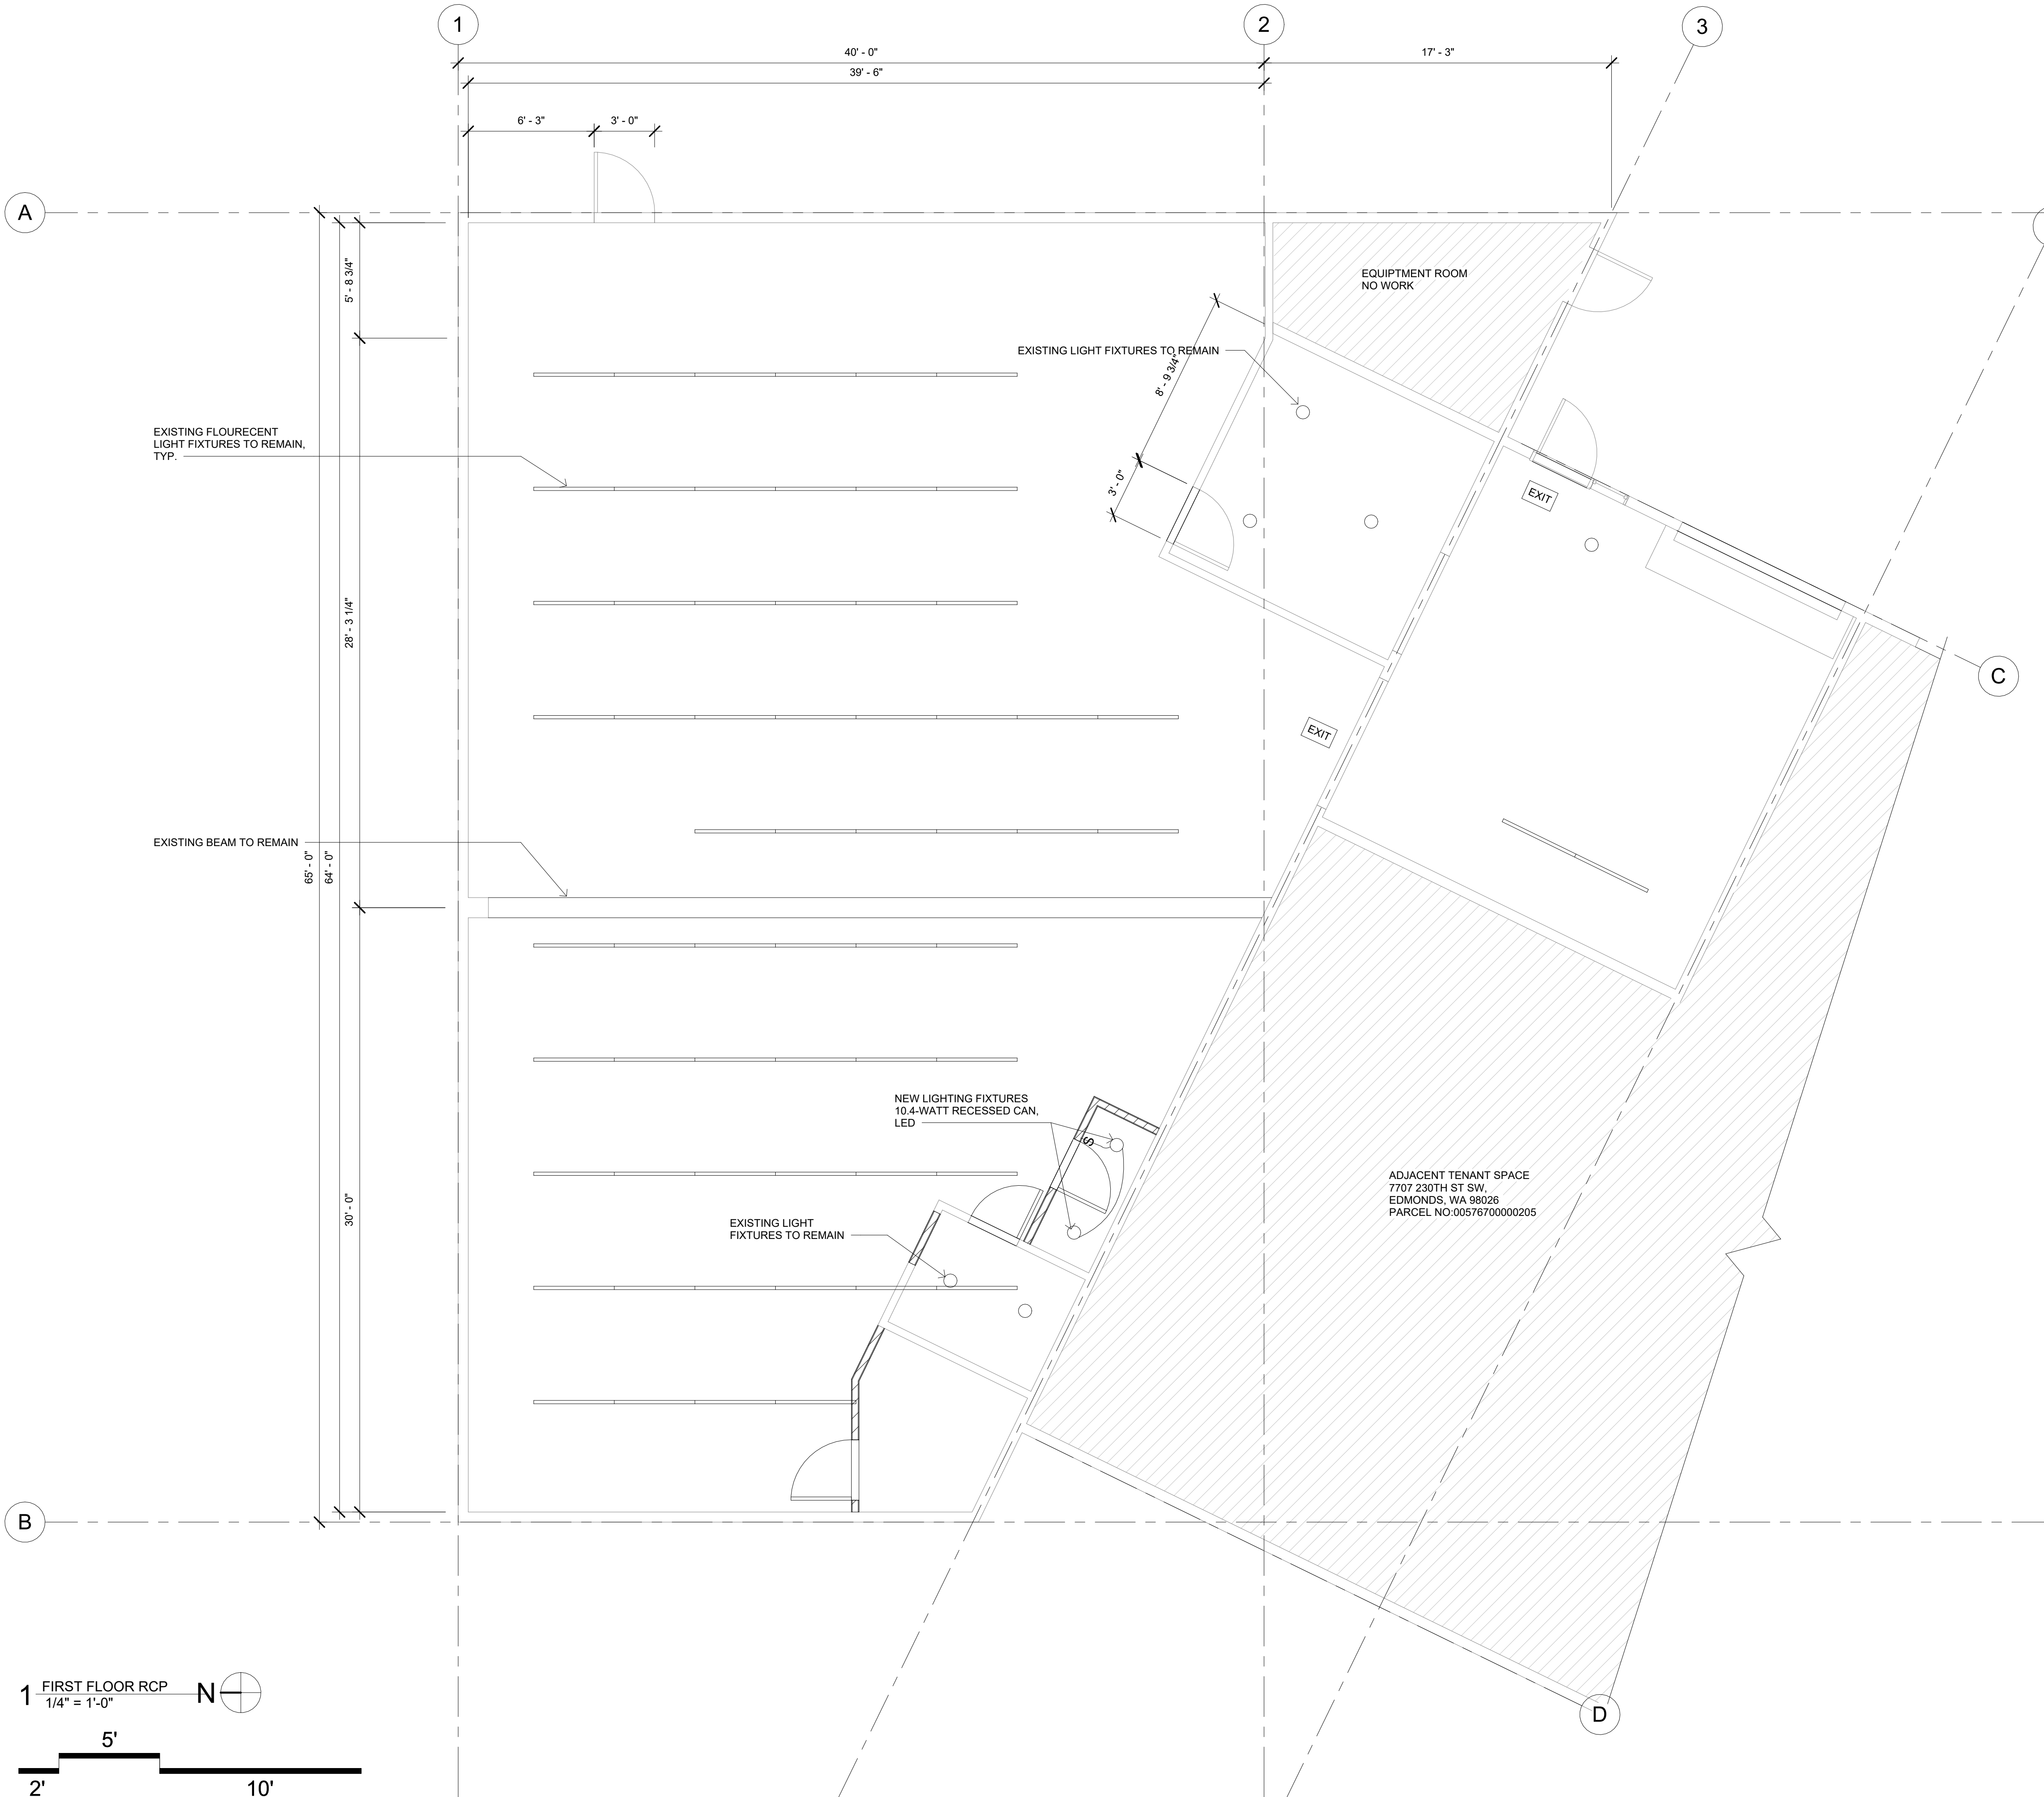 1
2
3
40' - 0"
17' - 3"
39' - 6"
6' - 3"
3' - 0"
A
5' - 8 3/4"
EQUIPTMENT ROOM
NO WORK
EXISTING LIGHT FIXTURES TO REMAIN
8' - 9 3/4"
EXISTING FLOURECENT
LIGHT FIXTURES TO REMAIN,
TYP.
3' - 0"
EXIT
28' - 3 1/4"
C
EXIT
EXISTING BEAM TO REMAIN
65' - 0"
64' - 0"
NEW LIGHTING FIXTURES
10.4-WATT RECESSED CAN,
LED
S
ADJACENT TENANT SPACE
7707 230TH ST SW,
EDMONDS, WA 98026
PARCEL NO:00576700000205
30' - 0"
EXISTING LIGHT
FIXTURES TO REMAIN
B
1
FIRST FLOOR RCP
1/4" = 1'-0"
N
D
5'
2'
10'